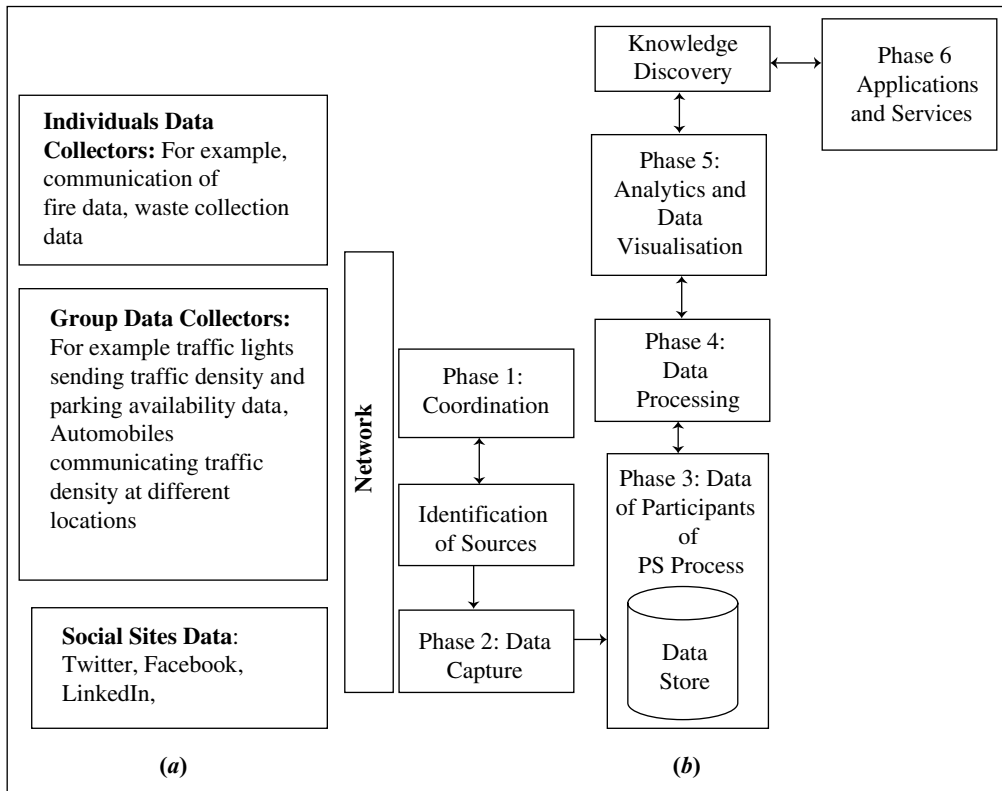 Individuals Data
Collectors: For example,
communication of
fire data, waste collection
data
Group Data Collectors:
For example traffic lights
sending traffic density and
parking availability data,
Automobiles
communicating traffic
density at different
locations
Social Sites Data:
Twitter, Facebook,
LinkedIn,
(a)
Network
Phase 1:
Coordination
Identification
of Sources
Phase 2: Data
Capture
Knowledge
Discovery
Phase 6
Applications
and Services
Phase 5:
Analytics and
Data
Visualisation
Phase 4:
Data
Processing
Phase 3: Data
of Participants
of
PS Process
Data
Store
(b)